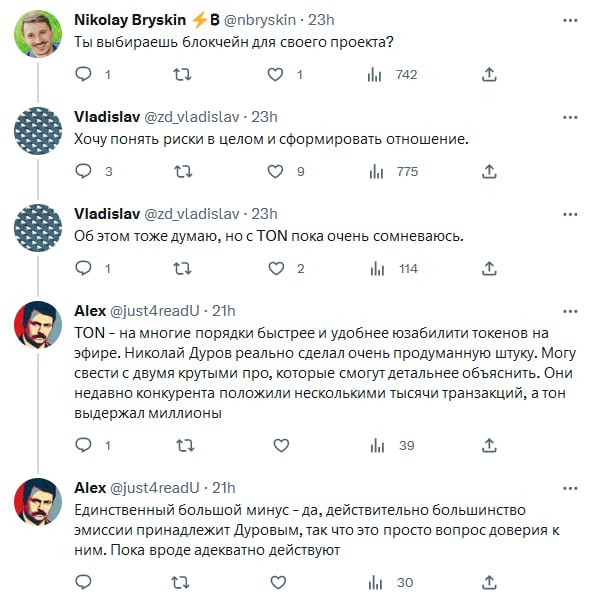 Nikolay Bryskin ⚡₿ @nbryskin · 23h
Ты выбираешь блокчейн для своего проекта?
1 1 742
Vladislav @zd_vladislav · 23h
Хочу понять риски в целом и сформировать отношение.
3 9 775
Vladislav @zd_vladislav · 23h
Об этом тоже думаю, но с TON пока очень сомневаюсь.
1 2 114
Alex @just4readU · 21h
TON - на многие порядки быстрее и удобнее юзабилити токенов на
эфире. Николай Дуров реально сделал очень продуманную штуку. Могу
свести с двумя крутыми про, которые смогут детальнее объяснить. Они
недавно конкурента положили несколькими тысячи транзакций, а тон
выдержал миллионы
1 39
Alex @just4readU · 21h
Единственный большой минус - да, действительно большинство
эмиссии принадлежит Дуровым, так что это просто вопрос доверия к
ним. Пока вроде адекватно действуют
30